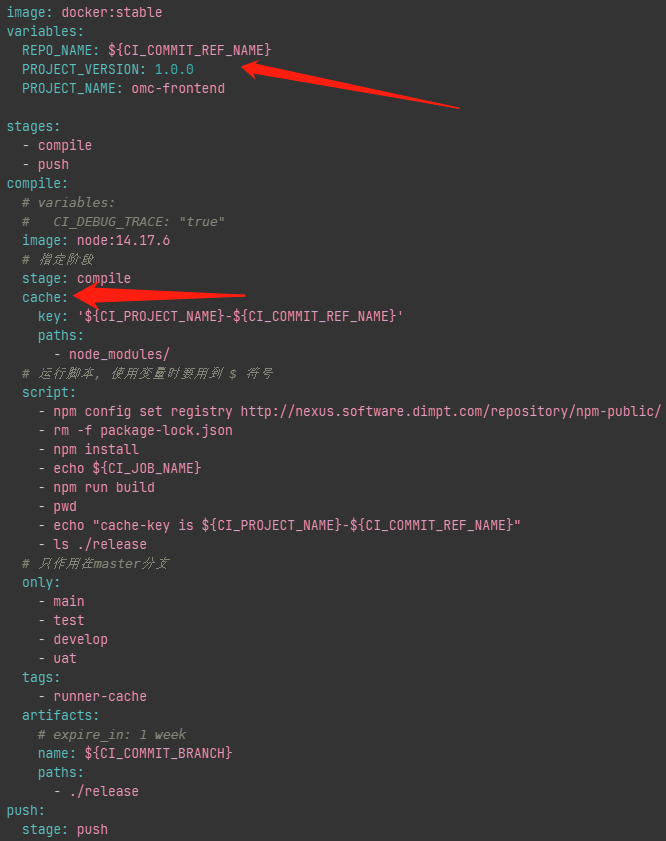 image: docker:stable
variables:
  REPO_NAME: ${CI_COMMIT_REF_NAME}
  PROJECT_VERSION: 1.0.0
  PROJECT_NAME: omc-frontend
stages:
  - compile
  - push
compile:
  # variables:
  #   CI_DEBUG_TRACE: "true"
  image: node:14.17.6
  # 指定阶段
  stage: compile
  cache:
    key: '${CI_PROJECT_NAME}-${CI_COMMIT_REF_NAME}'
    paths:
      - node_modules/
  # 运行脚本, 使用变量时要用到 $ 符号
  script:
    - npm config set registry http://nexus.software.dimpt.com/repository/npm-public/
    - rm -f package-lock.json
    - npm install
    - echo ${CI_JOB_NAME}
    - npm run build
    - pwd
    - echo "cache-key is ${CI_PROJECT_NAME}-${CI_COMMIT_REF_NAME}"
    - ls ./release
  # 只作用在master分支
  only:
    - main
    - test
    - develop
    - uat
  tags:
    - runner-cache
  artifacts:
    # expire_in: 1 week
    name: ${CI_COMMIT_BRANCH}
    paths:
      - ./release
push:
  stage: push